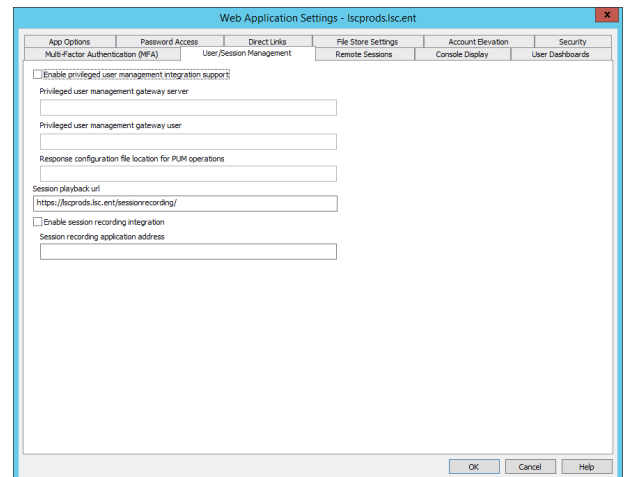 Web Application Settings - lscprods.lsc.ent
x
App Options
Password Access
Direct Links
File Store Settings
Account Elevation
Security
Multi-Factor Authentication (MFA)
User/Session Management
Remote Sessions
Console Display
User Dashboards
Enable privileged user management integration support
Privileged user management gateway server
Privileged user management gateway user
Response configuration file location for PUM operations
Session playback url
https://lscprods.lsc.ent/sessionrecording/
Enable session recording integration
Session recording application address
OK
Cancel
Help